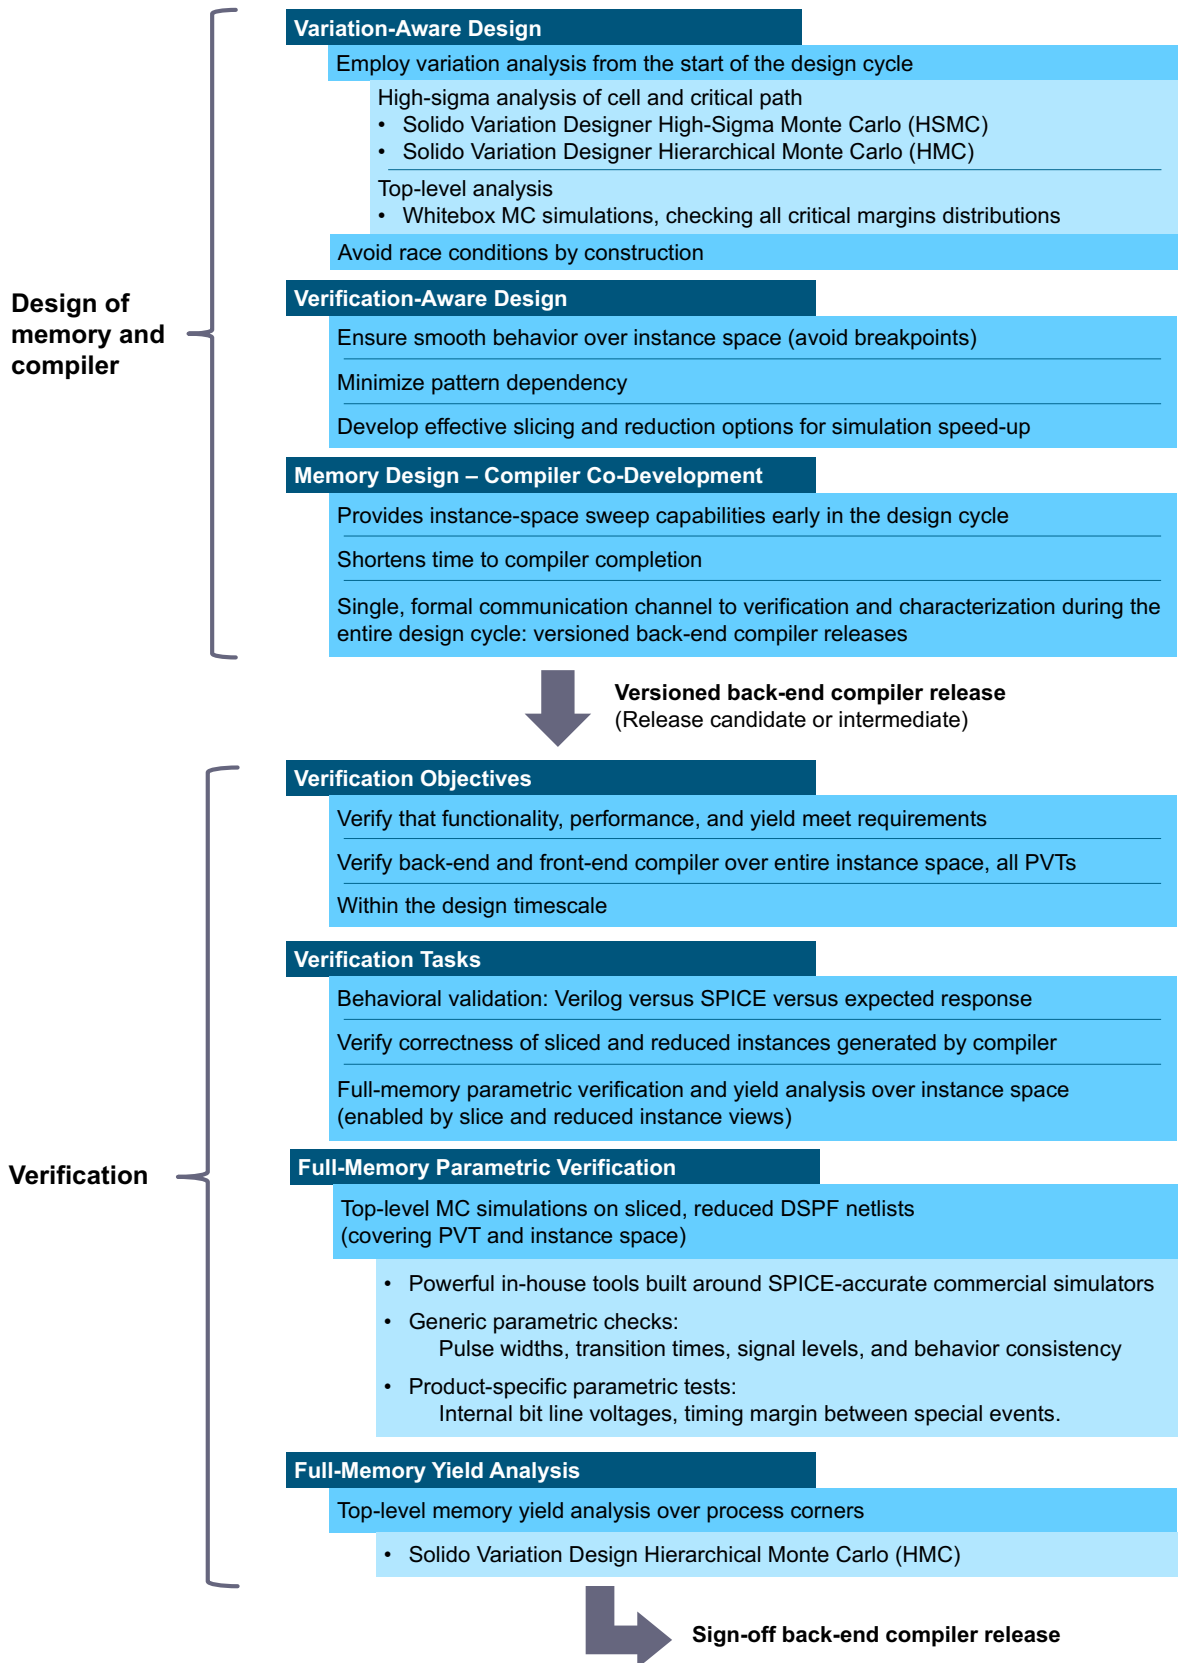 Variation-Aware Design
Employ variation analysis from the start of the design cycle
High-sigma analysis of cell and critical path
• Solido Variation Designer High-Sigma Monte Carlo (HSMC)
• Solido Variation Designer Hierarchical Monte Carlo (HMC)
Top-level analysis
• Whitebox MC simulations, checking all critical margins distributions
Avoid race conditions by construction
Design of
memory and
compiler
Verification-Aware Design
Ensure smooth behavior over instance space (avoid breakpoints)
Minimize pattern dependency
Develop effective slicing and reduction options for simulation speed-up
Memory Design – Compiler Co-Development
Provides instance-space sweep capabilities early in the design cycle
Shortens time to compiler completion
Single, formal communication channel to verification and characterization during the
entire design cycle: versioned back-end compiler releases
Versioned back-end compiler release
(Release candidate or intermediate)
Verification Objectives
Verify that functionality, performance, and yield meet requirements
Verify back-end and front-end compiler over entire instance space, all PVTs
Within the design timescale
Verification Tasks
Behavioral validation: Verilog versus SPICE versus expected response
Verify correctness of sliced and reduced instances generated by compiler
Full-memory parametric verification and yield analysis over instance space
(enabled by slice and reduced instance views)
Verification
Full-Memory Parametric Verification
Top-level MC simulations on sliced, reduced DSPF netlists
(covering PVT and instance space)
• Powerful in-house tools built around SPICE-accurate commercial simulators
• Generic parametric checks:
Pulse widths, transition times, signal levels, and behavior consistency
• Product-specific parametric tests:
Internal bit line voltages, timing margin between special events.
Full-Memory Yield Analysis
Top-level memory yield analysis over process corners
• Solido Variation Design Hierarchical Monte Carlo (HMC)
Sign-off back-end compiler release